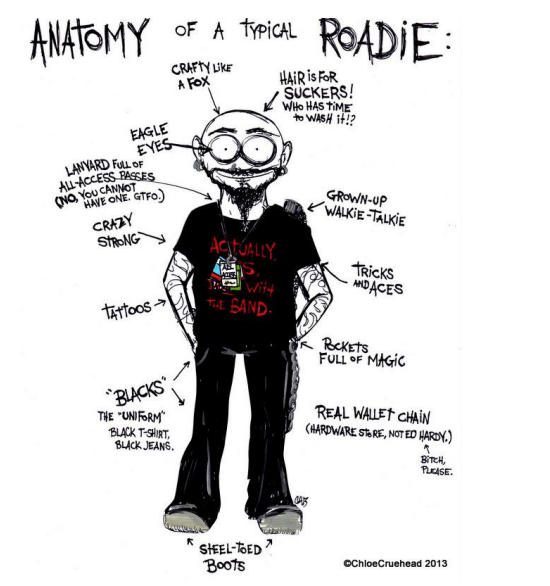 ANATOMY OF A TYPICAL ROADIE:
CRAFTY LIKE
A FOX
HAIR IS FOR
SUCKERS!
WHO HAS TIME
to WASH it!?
EAGLE
EYES
LANYARD FULL OF
ALL-ACCESS PASSES
(NO, YOU CANNOT
HAVE ONE. GTFO.)
GROWN-UP
WALKIE-TALKIE
CRAZY
STRONG
ACTUALLY,
With
THE BAND.
TRICKS
AND ACES
TATTOOS
POCKETS
FULL OF MAGIC
"BLACKS"
THE "UNIFORM"
BLACK T-SHIRT,
BLACK JEANS.
REAL WALLET CHAIN
(HARDWARE STORE, NOT ED HARDY.)
BITCH,
PLEASE.
STEEL-TOED
BOOTS
©ChloeCruehead 2013